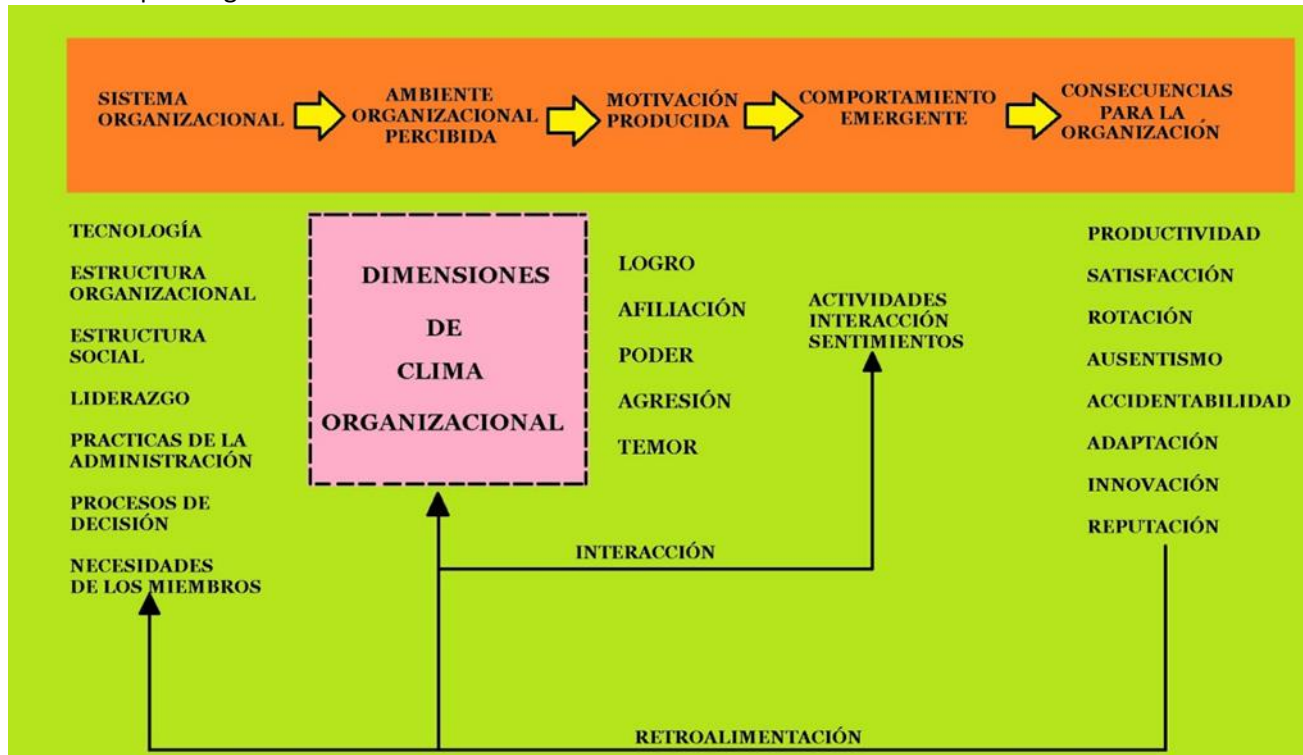 SISTEMA
ORGANIZACIONAL
AMBIENTE
ORGANIZACIONAL
PERCIBIDA
MOTIVACIÓN
PRODUCIDA
COMPORTAMIENTO
EMERGENTE
CONSECUENCIAS
PARA LA
ORGANIZACIÓN
TECNOLOGÍA
ESTRUCTURA
ORGANIZACIONAL
ESTRUCTURA
SOCIAL
LIDERAZGO
PRACTICAS DE LA
ADMINISTRACIÓN
PROCESOS DE
DECISIÓN
NECESIDADES
DE LOS MIEMBROS
DIMENSIONES
DE
CLIMA
ORGANIZACIONAL
LOGRO
AFILIACIÓN
PODER
AGRESIÓN
TEMOR
ACTIVIDADES
INTERACCIÓN
SENTIMIENTOS
PRODUCTIVIDAD
SATISFACCIÓN
ROTACIÓN
AUSENTISMO
ACCIDENTABILIDAD
ADAPTACIÓN
INNOVACIÓN
REPUTACIÓN
INTERACCIÓN
RETROALIMENTACIÓN